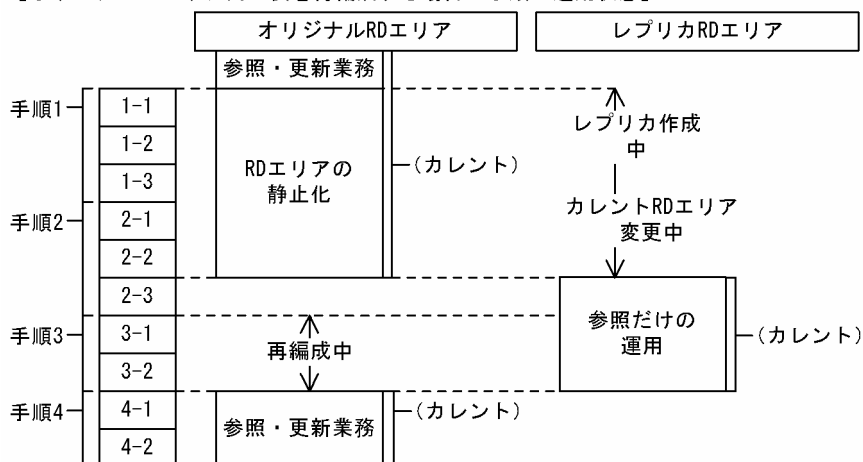 オリジナルRDエリア
レプリカRDエリア
参照・更新業務
手順1
1-1
1-2
1-3
RDエリアの
静止化
(カレント)
レプリカ作成
中
手順2
2-1
2-2
2-3
カレントRDエリア
変更中
手順3
3-1
3-2
再編成中
参照だけの
運用
(カレント)
手順4
4-1
4-2
参照・更新業務
(カレント)